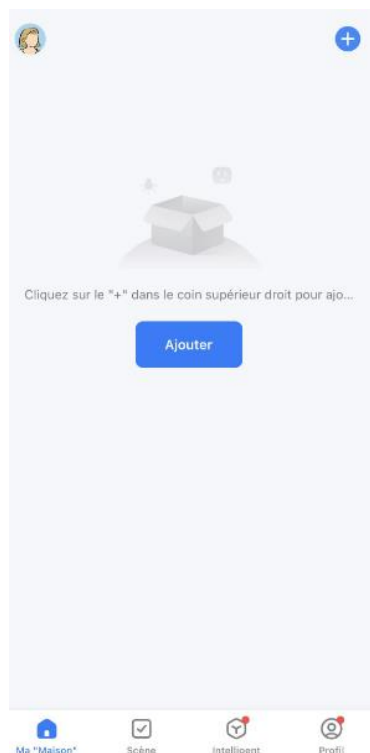 Cliquez sur le "+" dans le coin supérieur droit pour ajo...
Ajouter
Ma "Maison" Scène Intelligent Profil